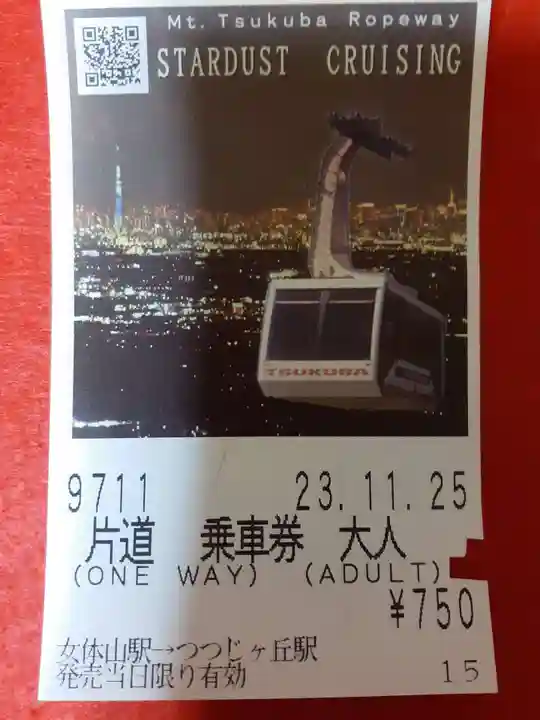 Mt. Tsukuba Ropeway
STARDUST CRUISING
TSUKUBA
9711 23.11.25
片道 乗車券 大人
(ONE WAY) (ADULT)
¥750
女体山駅→つつじヶ丘駅
発売当日限り有効 15